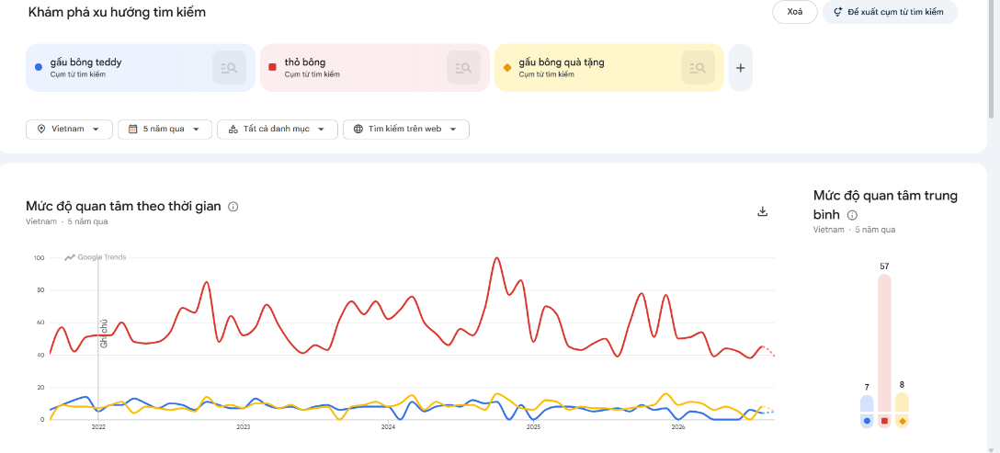 Khám phá xu hướng tìm kiếm
Xoá
Đề xuất cụm từ tìm kiếm
gấu bông teddy
Cụm từ tìm kiếm
thỏ bông
Cụm từ tìm kiếm
gấu bông quà tặng
Cụm từ tìm kiếm
+
Vietnam
5 năm qua
Tất cả danh mục
Tìm kiếm trên web
Mức độ quan tâm theo thời gian
Vietnam · 5 năm qua
Mức độ quan tâm trung
bình
Vietnam · 5 năm qua
Google Trends
100
80
60
40
20
0
Ghi chú
2022
2023
2024
2025
2026
57
7
8